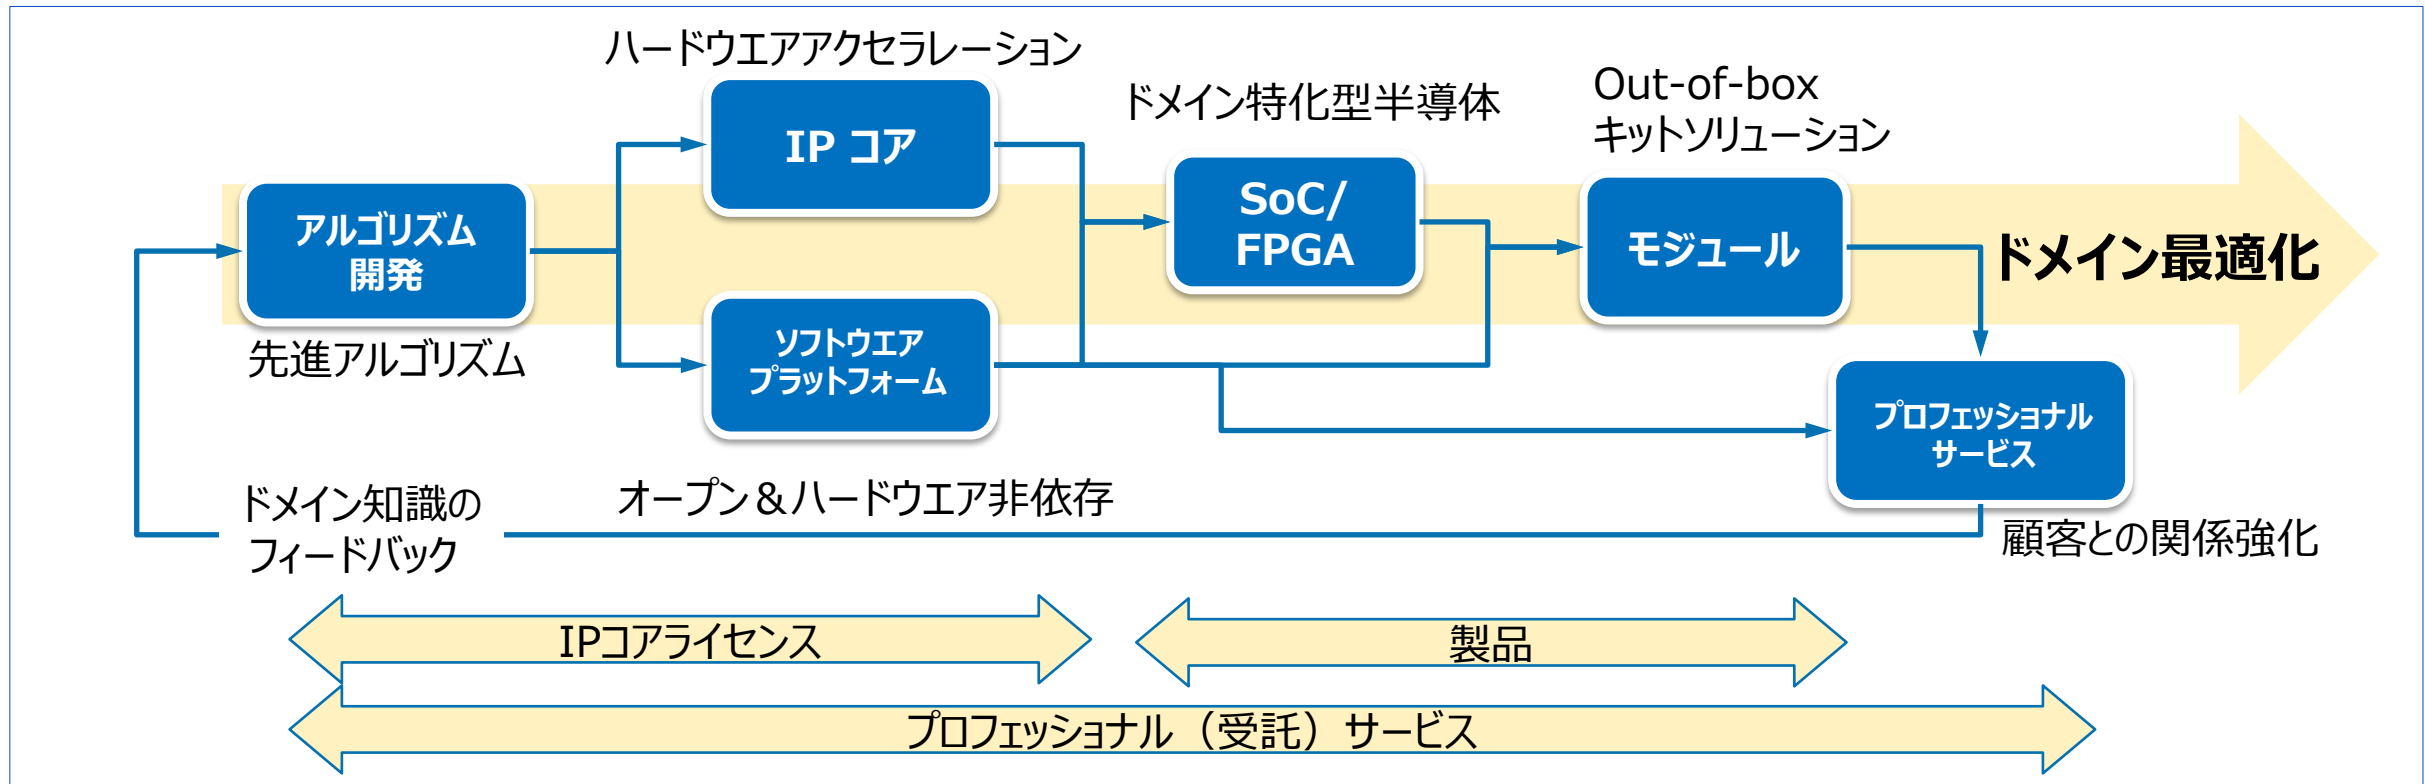 ハードウエアアクセラレーション
IP コア
ドメイン特化型半導体
Out-of-box
キットソリューション
アルゴリズム
開発
先進アルゴリズム
SoC/
FPGA
モジュール
ドメイン最適化
ソフトウエア
プラットフォーム
プロフェッショナル
サービス
ドメイン知識の
フィードバック
オープン＆ハードウエア非依存
顧客との関係強化
IPコアライセンス
製品
プロフェッショナル（受託）サービス